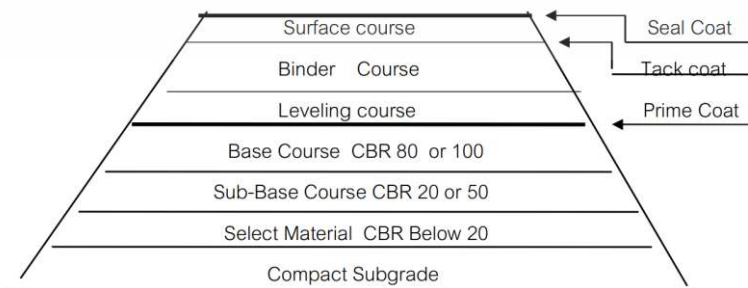 Surface course
Seal Coat
Binder Course
Tack coat
Leveling course
Prime Coat
Base Course CBR 80 or 100
Sub-Base Course CBR 20 or 50
Select Material CBR Below 20
Compact Subgrade